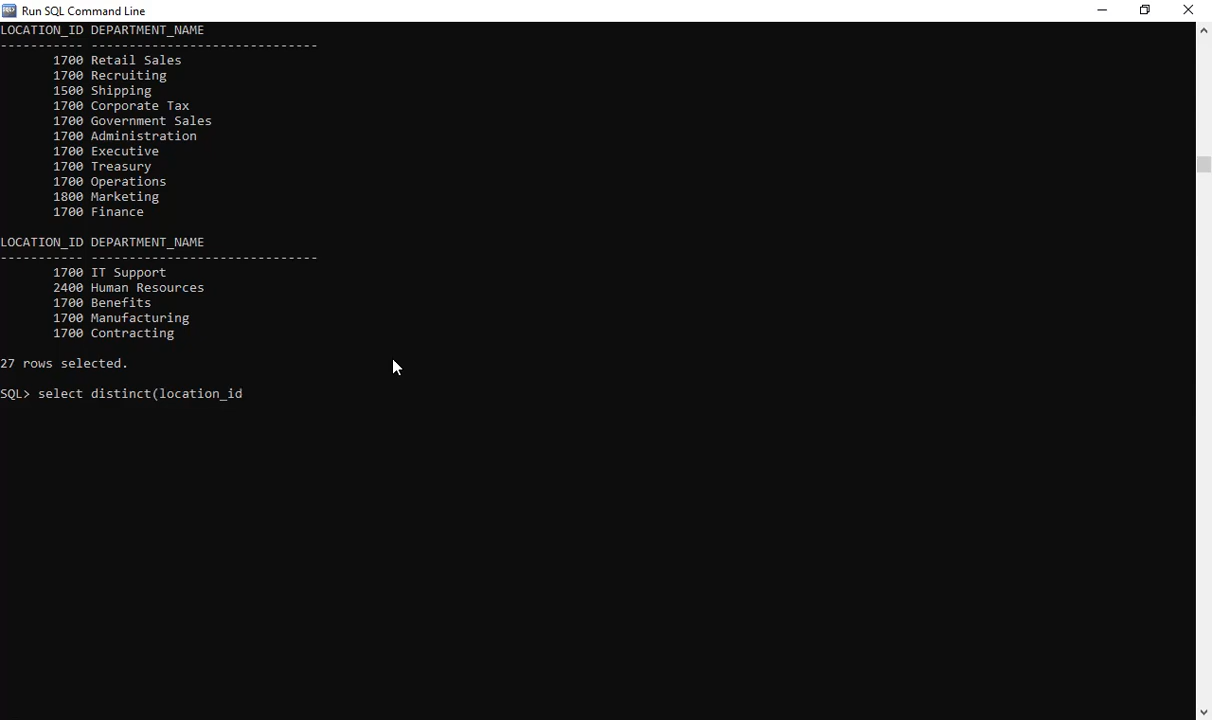 Run SQL Command Line
LOCATION_ID DEPARTMENT_NAME
----------- ------------------------------
1700 Retail Sales
1700 Recruiting
1500 Shipping
1700 Corporate Tax
1700 Government Sales
1700 Administration
1700 Executive
1700 Treasury
1700 Operations
1800 Marketing
1700 Finance
LOCATION_ID DEPARTMENT_NAME
----------- ------------------------------
1700 IT Support
2400 Human Resources
1700 Benefits
1700 Manufacturing
1700 Contracting
27 rows selected.
SQL> select distinct(location_id